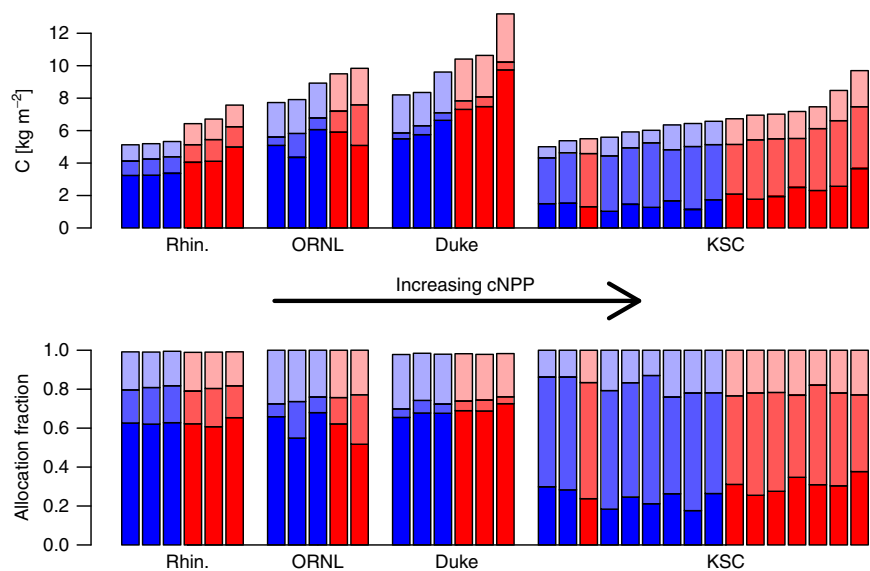 C [kg m−2]
12
10
8
6
4
2
0
Rhin. ORNL Duke KSC
Increasing cNPP
Allocation fraction
1.0
0.8
0.6
0.4
0.2
0.0
Rhin. ORNL Duke KSC